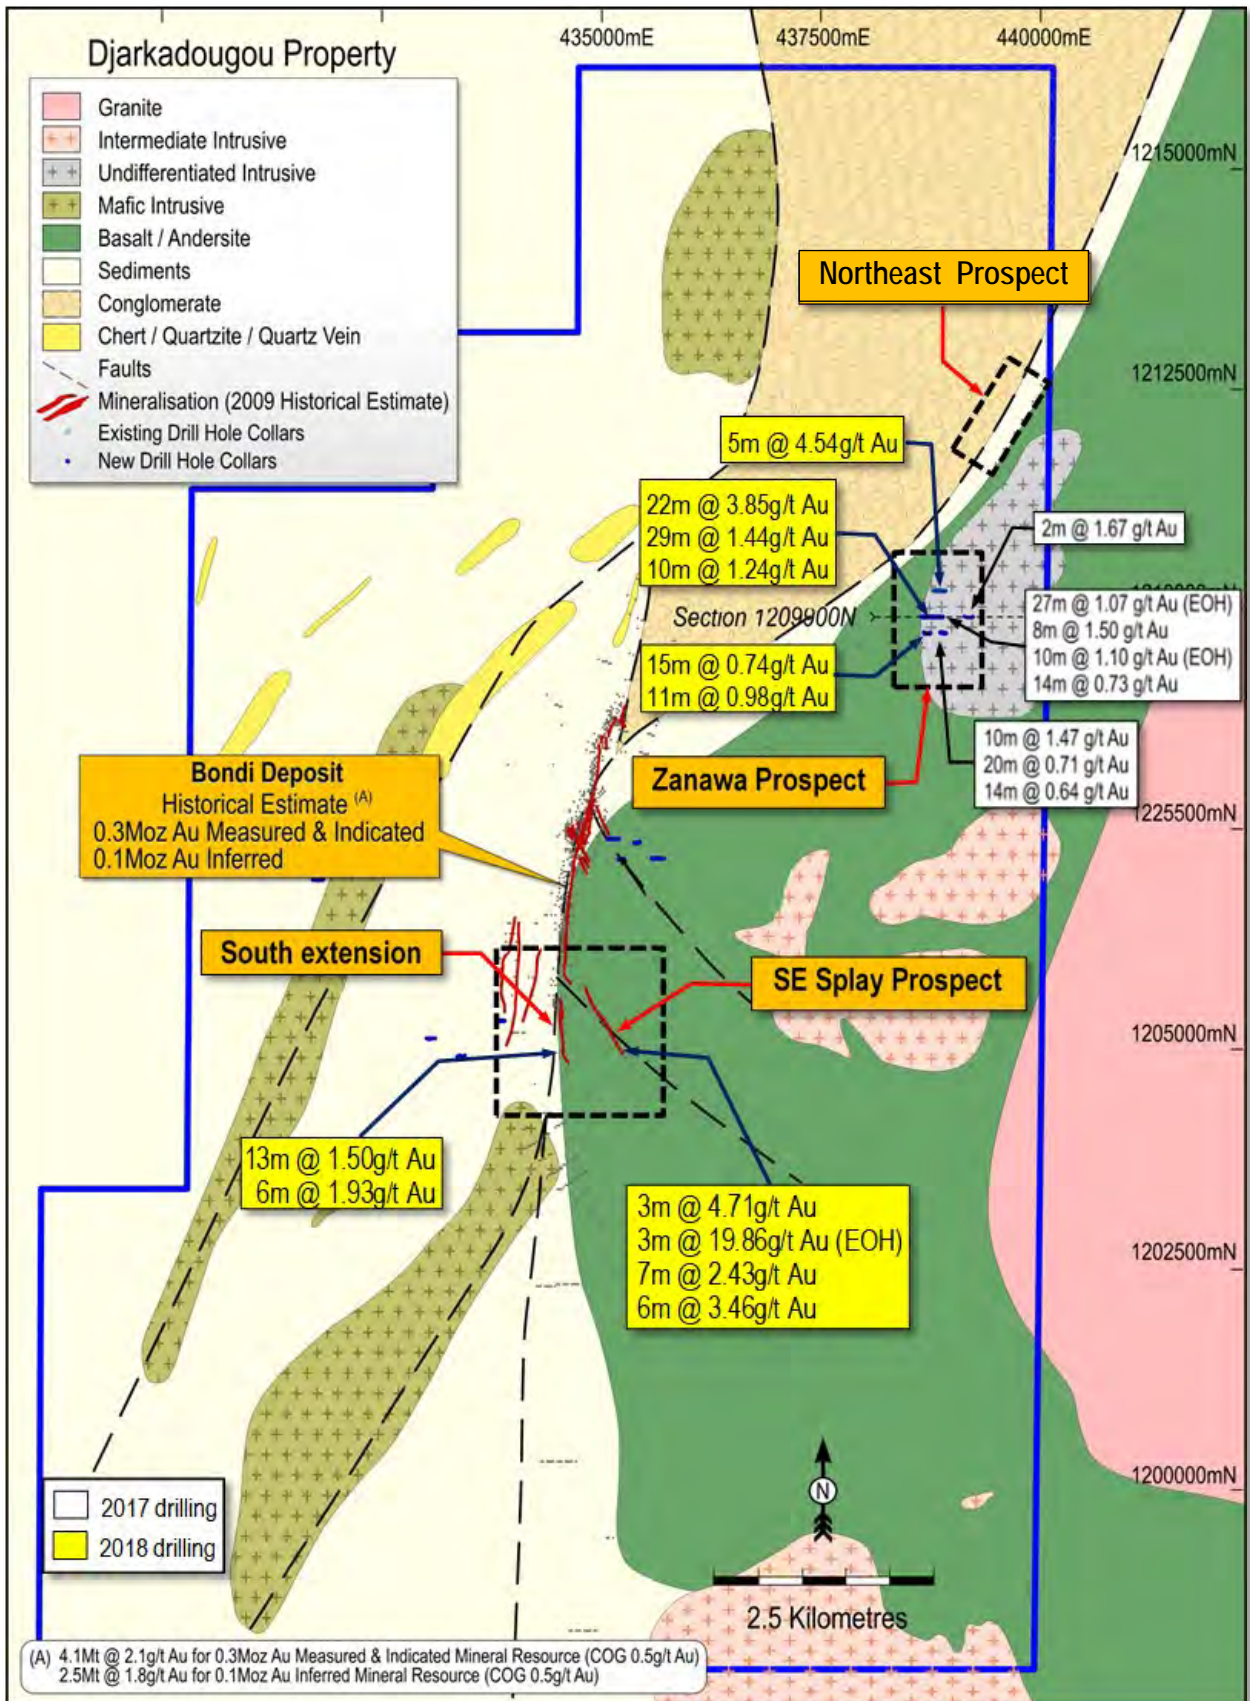 435000mE
437500mE
440000mE
Djarkadougou Property
Granite
Intermediate Intrusive
Undifferentiated Intrusive
Mafic Intrusive
Basalt / Andersite
Sediments
Conglomerate
Chert / Quartzite / Quartz Vein
Faults
Mineralisation (2009 Historical Estimate)
Existing Drill Hole Collars
New Drill Hole Collars
1215000mN
Northeast Prospect
1212500mN
5m @ 4.54g/t Au
22m @ 3.85g/t Au
29m @ 1.44g/t Au
10m @ 1.24g/t Au
2m @ 1.67 g/t Au
Section 1209800N
27m @ 1.07 g/t Au (EOH)
8m @ 1.50 g/t Au
10m @ 1.10 g/t Au (EOH)
14m @ 0.73 g/t Au
15m @ 0.74g/t Au
11m @ 0.98g/t Au
10m @ 1.47 g/t Au
20m @ 0.71 g/t Au
14m @ 0.64 g/t Au
Zanawa Prospect
Bondi Deposit
Historical Estimate (A)
0.3Moz Au Measured & Indicated
0.1Moz Au Inferred
1225500mN
South extension
SE Splay Prospect
1205000mN
13m @ 1.50g/t Au
6m @ 1.93g/t Au
3m @ 4.71g/t Au
3m @ 19.86g/t Au (EOH)
7m @ 2.43g/t Au
6m @ 3.46g/t Au
1202500mN
1200000mN
N
2017 drilling
2018 drilling
2.5 Kilometres
(A) 4.1Mt @ 2.1g/t Au for 0.3Moz Au Measured & Indicated Mineral Resource (COG 0.5g/t Au)
2.5Mt @ 1.8g/t Au for 0.1Moz Au Inferred Mineral Resource (COG 0.5g/t Au)